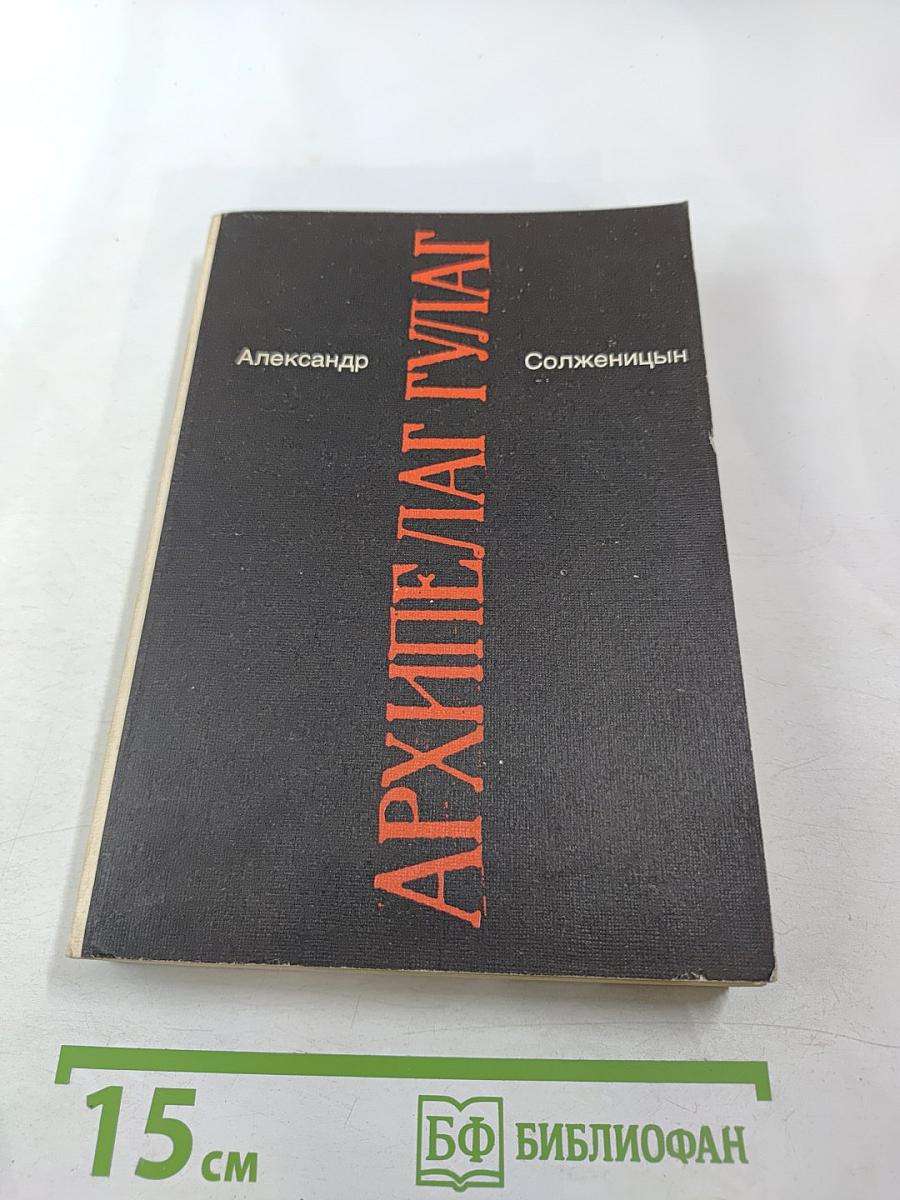 Александр
АРХИПЕЛАГ ГУЛАГ
Солженицын
15 см
БФ БИБЛИОФАН